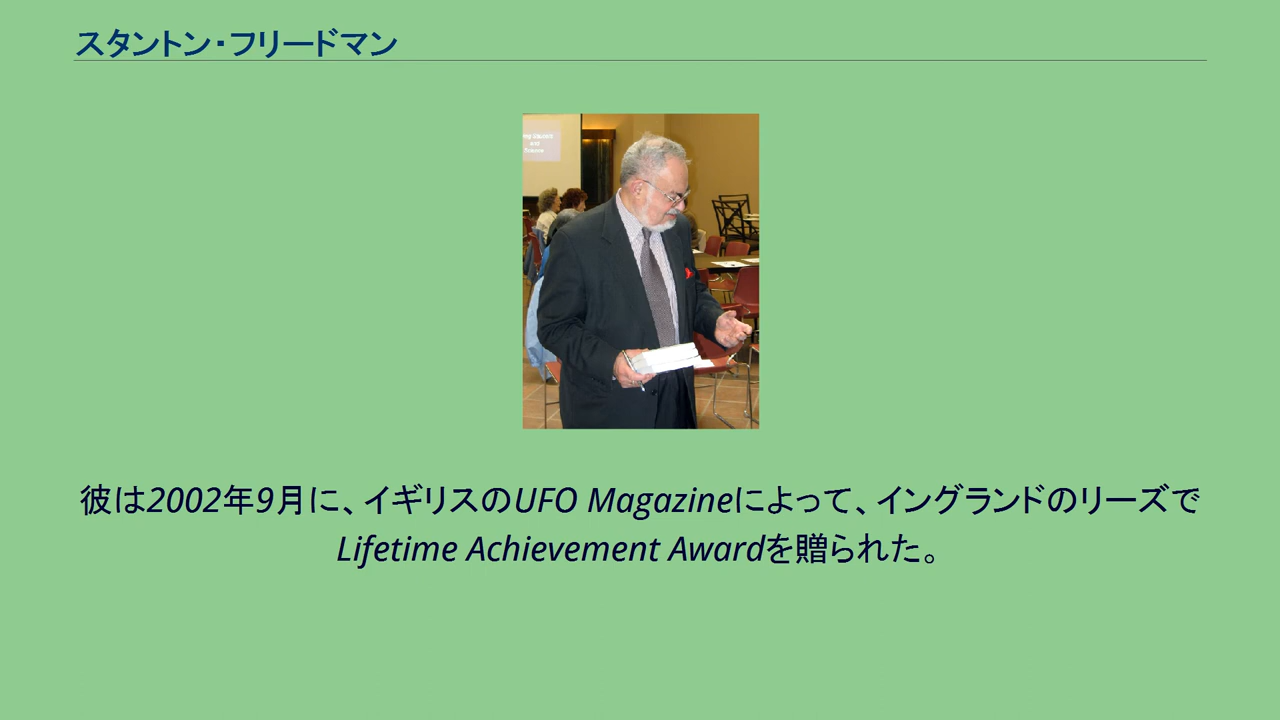 スタントン・フリードマン
彼は2002年9月に、イギリスのUFO Magazineによって、イングランドのリーズで
Lifetime Achievement Awardを贈られた。